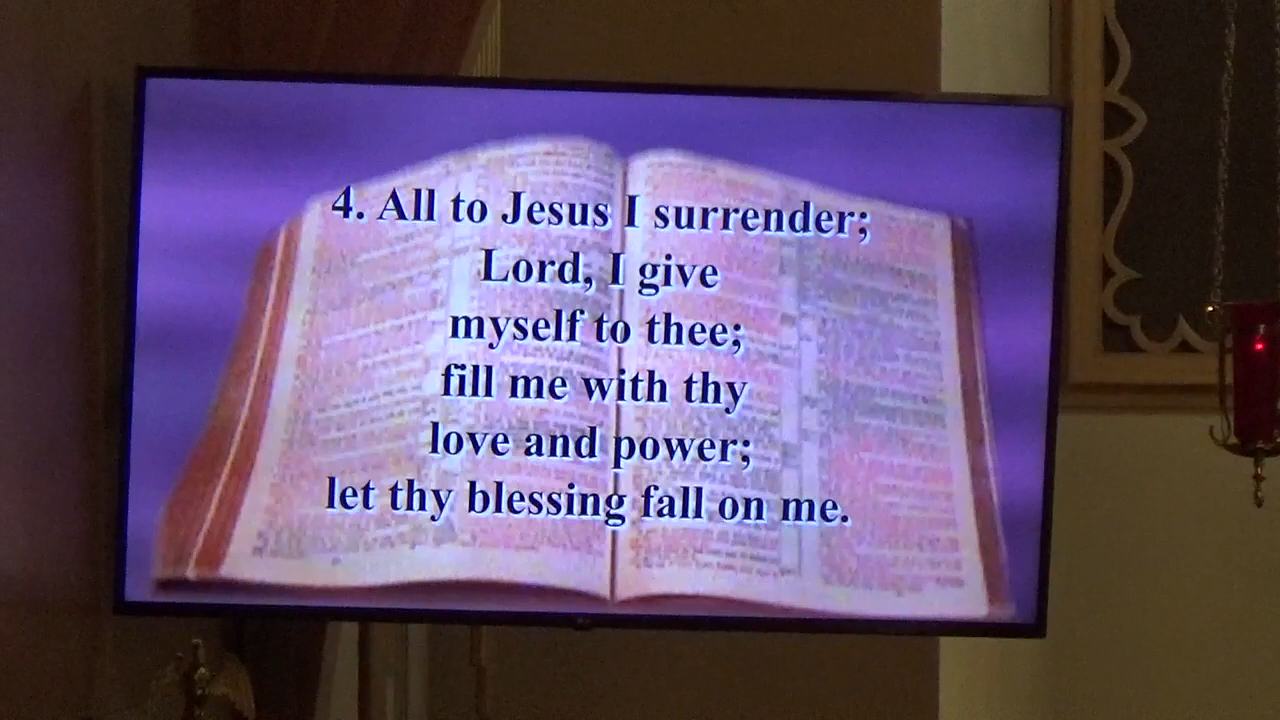 4. All to Jesus I surrender;
Lord, I give
myself to thee;
fill me with thy
love and power;
let thy blessing fall on me.